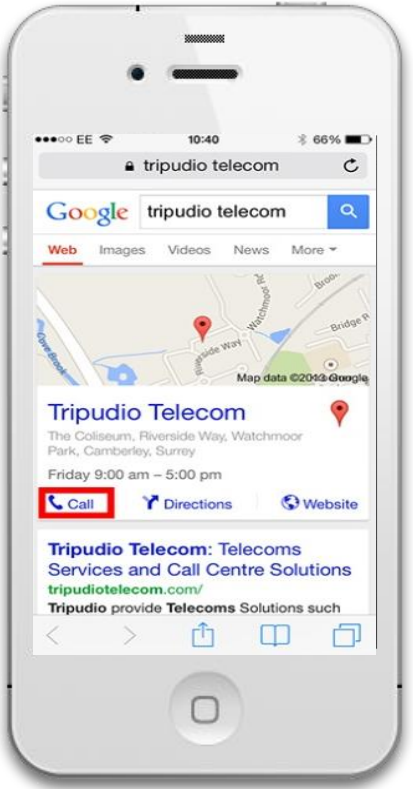 EE 10:40 66%
tripudio telecom
Google tripudio telecom
Web Images Videos News More
Watchmoor
Broo
Bridge R
Riverside Way
Cove Brook
Map data ©2013 Google
Tripudio Telecom
The Coliseum, Riverside Way, Watchmoor
Park, Camberley, Surrey
Friday 9:00 am – 5:00 pm
Call Directions Website
Tripudio Telecom: Telecoms
Services and Call Centre Solutions
tripudiotelecom.com/
Tripudio provide Telecoms Solutions such